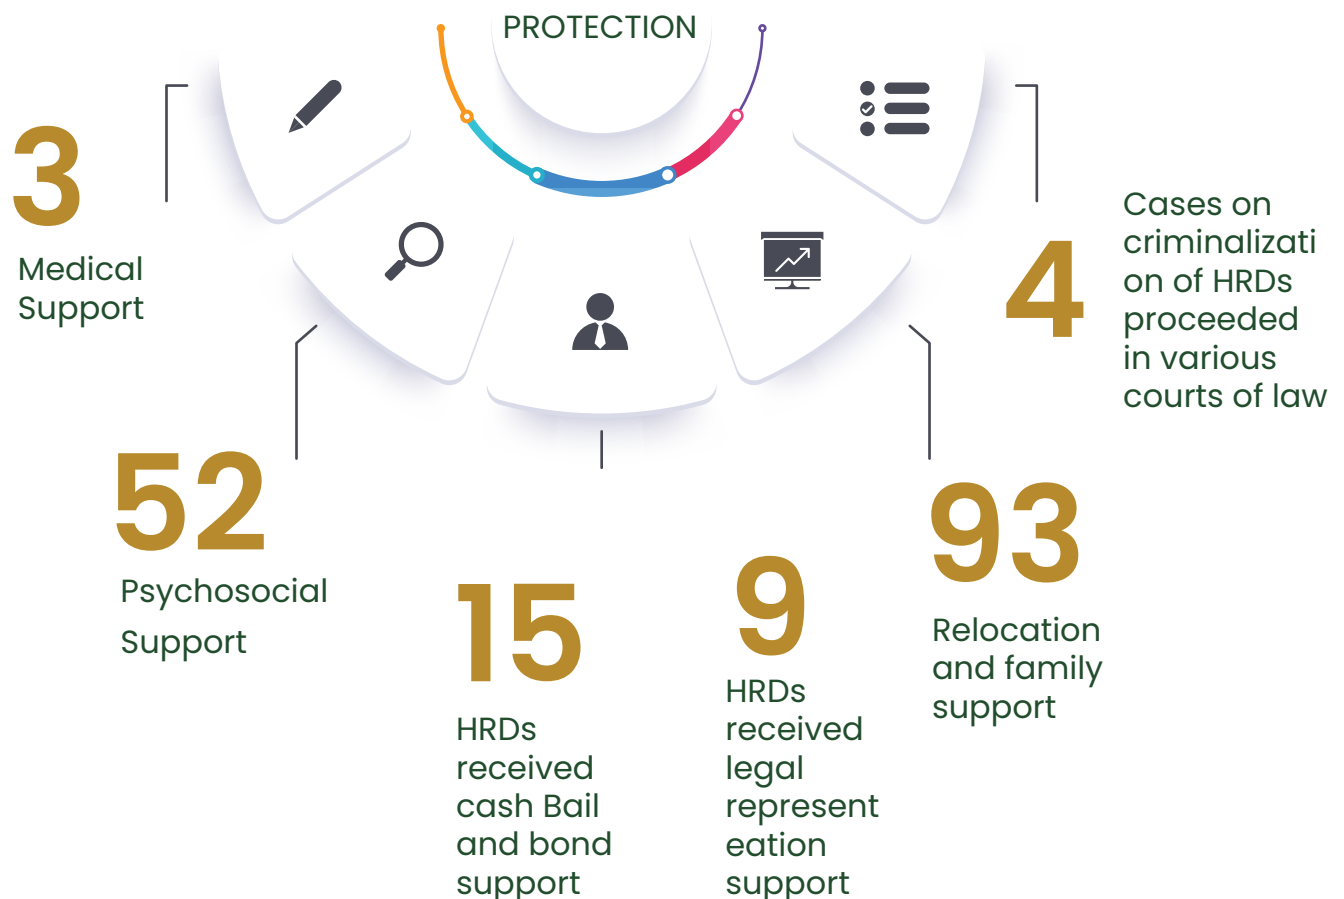 PROTECTION
3
Medical
Support
4
Cases on
criminalizati
on of HRDs
proceeded
in various
courts of law
52
Psychosocial
Support
15
HRDs
received
cash Bail
and bond
support
9
HRDs
received
legal
represent
eation
support
93
Relocation
and family
support